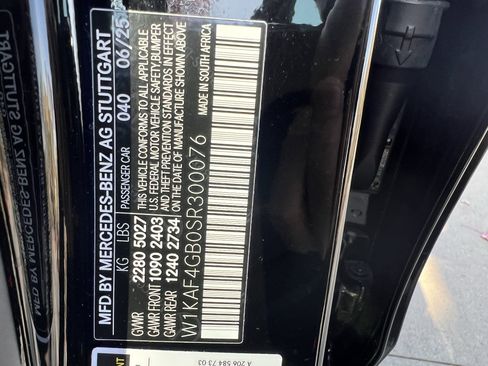 MFD BY MERCEDES-BENZ AG STUTTGART
KG LBS PASSENGER CAR 040 06/25
GVWR 2280 5027 THIS VEHICLE CONFORMS TO ALL APPLICABLE
GAWR FRONT 1090 2403 U.S. FEDERAL MOTOR VEHICLE SAFETY, BUMPER,
GAWR REAR 1240 2734 AND THEFT PREVENTION STANDARDS IN EFFECT
ON THE DATE OF MANUFACTURE SHOWN ABOVE
W1KAF4GB0SR300076 MADE IN SOUTH AFRICA
A 206 584 73 03